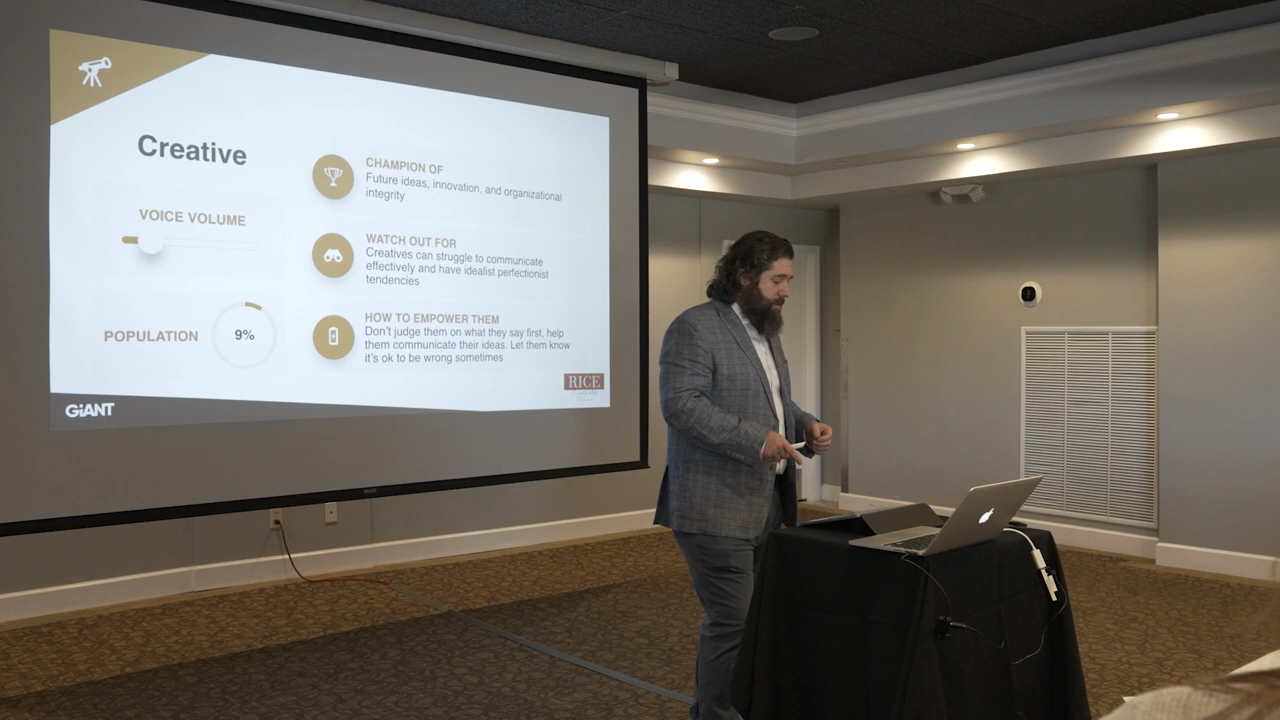 Creative
VOICE VOLUME
POPULATION
9%
CHAMPION OF
Future ideas, innovation, and organizational
integrity
WATCH OUT FOR
Creatives can struggle to communicate
effectively and have idealist perfectionist
tendencies
HOW TO EMPOWER THEM
Don't judge them on what they say first, help
them communicate their ideas. Let them know
it's ok to be wrong sometimes
GiANT
RICE